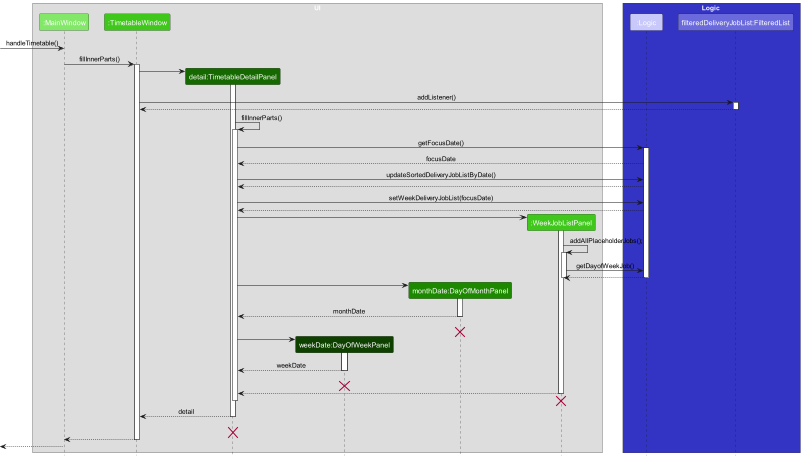 UI
Logic
:MainWindow
:TimetableWindow
:Logic
filteredDeliveryJobList:FilteredList
handleTimetable()
fillInnerParts()
detail:TimetableDetailPanel
addListener()
fillInnerParts()
getFocusDate()
focusDate
updateSortedDeliveryJobListByDate()
setWeekDeliveryJobList(focusDate)
:WeekJobListPanel
addAllPlaceholderJobs()
getDayofWeekJob()
monthDate:DayOfMonthPanel
monthDate
weekDate:DayOfWeekPanel
weekDate
detail